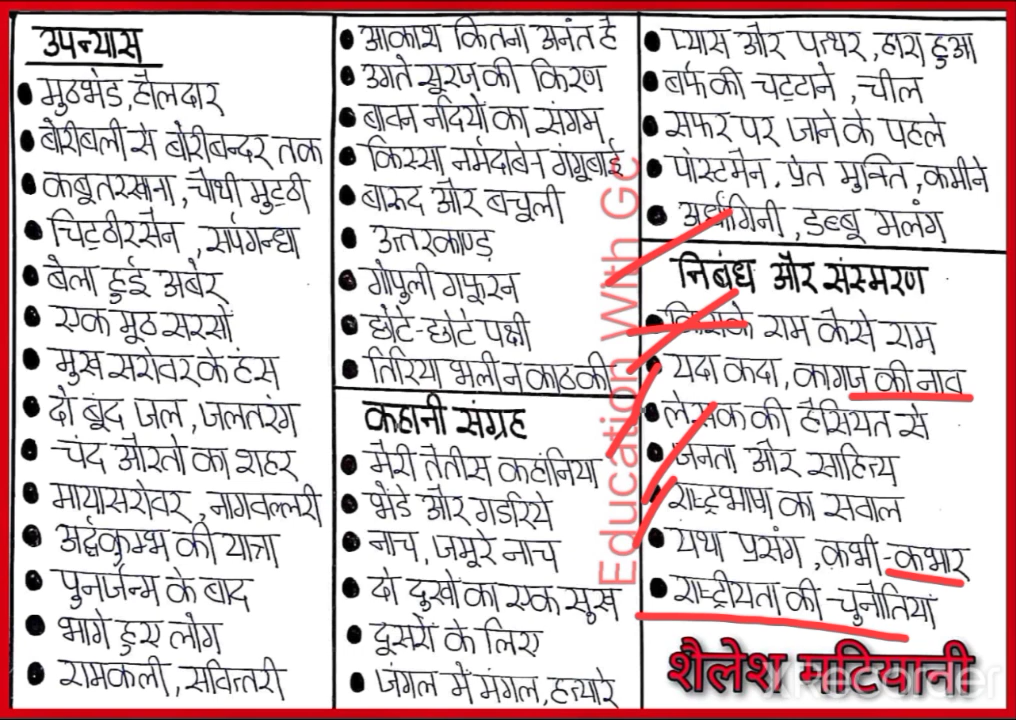 उपन्यास
मुठभेड, हौलदार
बोरीबली से बोरीबन्दर तक
कबूतरखाना, चौथी मुट्ठी
चिट्ठीरसैन, सर्पगन्धा
बेला हुई अबेर
एक मूठ सरसों
मुख सरोवर के हंस
दो बूंद जल, जलतरंग
चंद औरतो का शहर
मायासरोवर, नागवल्लरी
अर्द्धकुम्भ की यात्रा
पुनर्जन्म के बाद
भागे हुए लोग
रामकली, सवित्तरी
आकाश कितना अनंत है
उगते सूरज की किरण
बावन नदियों का संगम
किस्सा नर्मदाबेन गंगूबाई
बारूद और बचुली
उत्तरकाण्ड
गोपुली गफूरन
छोटे-छोटे पक्षी
तिरिया भली न काठ की
कहानी संग्रह
मेरी तैतीस कहांनिया
भेंडे और गडरिये
नाच, जमूरे नाच
दो दुखो का एक सुख
दूसरों के लिए
जंगल में मंगल, हत्यारे
प्यास और पत्थर, हारा हुआ
बर्फ की चट्टाने, चील
सफर पर जाने के पहले
पोस्टमैन, प्रेत मुक्ति, कमीने
अर्धांगिनी, डब्बू मलंग
निबंध और संस्मरण
किसके राम कैसे राम
यदा कदा, कागज की नाव
लेखक की हैसियत से
जनता और साहित्य
राष्ट्रभाषा का सवाल
यथा प्रसंग, कभी-कभार
राष्ट्रीयता की चुनौतियां
शैलेश मटियानी
Education With Gc
XRecorder